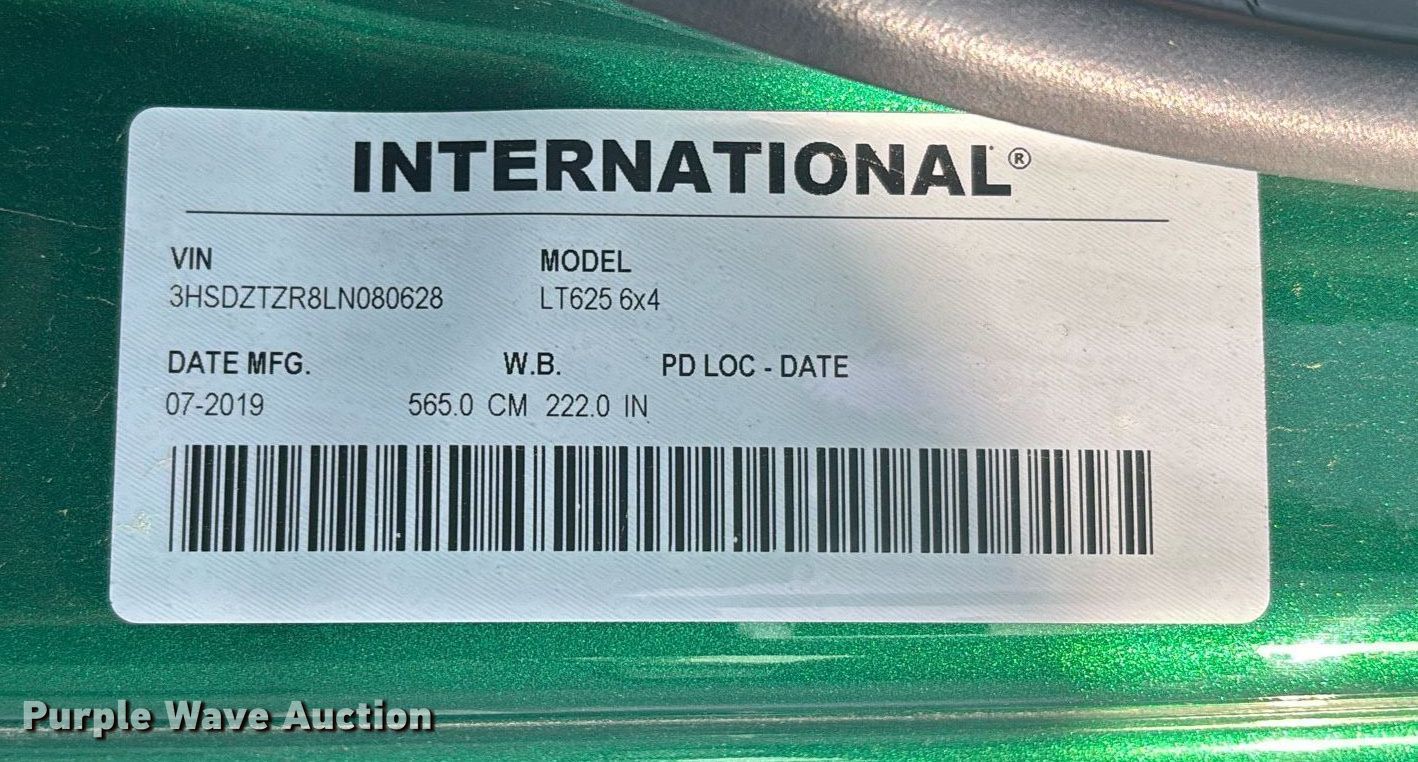 INTERNATIONAL®
VIN MODEL
3HSDZTZR8LN080628 LT625 6x4
DATE MFG. W.B. PD LOC - DATE
07-2019 565.0 CM 222.0 IN
Purple Wave Auction